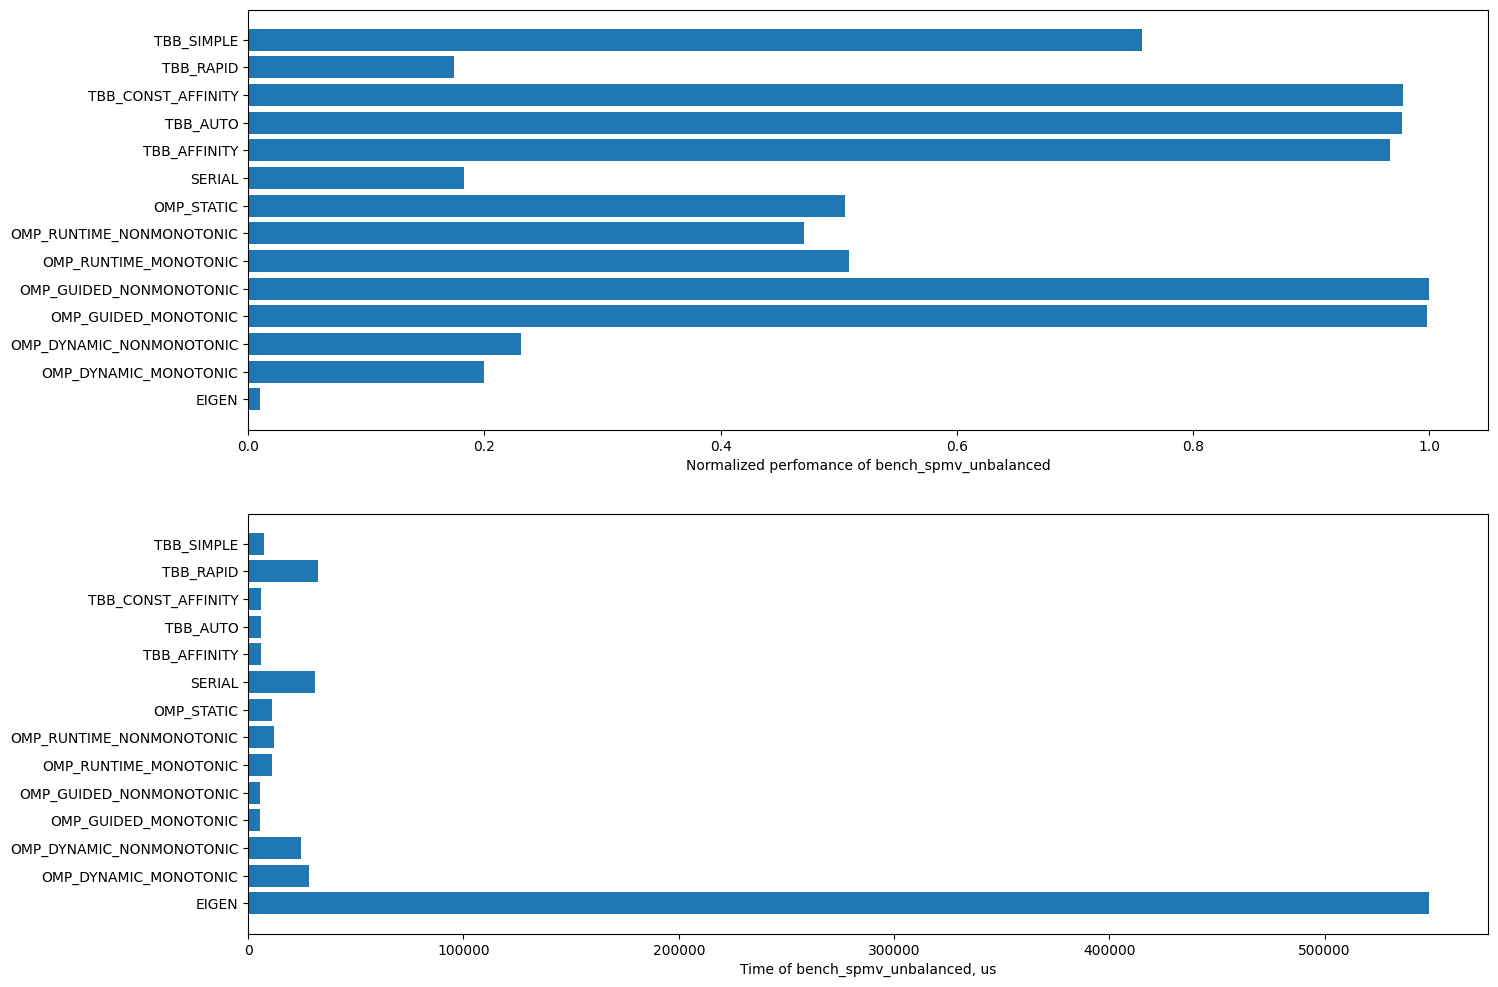 TBB_SIMPLE
TBB_RAPID
TBB_CONST_AFFINITY
TBB_AUTO
TBB_AFFINITY
SERIAL
OMP_STATIC
OMP_RUNTIME_NONMONOTONIC
OMP_RUNTIME_MONOTONIC
OMP_GUIDED_NONMONOTONIC
OMP_GUIDED_MONOTONIC
OMP_DYNAMIC_NONMONOTONIC
OMP_DYNAMIC_MONOTONIC
EIGEN
0.0 0.2 0.4 0.6 0.8 1.0
Normalized perfomance of bench_spmv_unbalanced
TBB_SIMPLE
TBB_RAPID
TBB_CONST_AFFINITY
TBB_AUTO
TBB_AFFINITY
SERIAL
OMP_STATIC
OMP_RUNTIME_NONMONOTONIC
OMP_RUNTIME_MONOTONIC
OMP_GUIDED_NONMONOTONIC
OMP_GUIDED_MONOTONIC
OMP_DYNAMIC_NONMONOTONIC
OMP_DYNAMIC_MONOTONIC
EIGEN
0 100000 200000 300000 400000 500000
Time of bench_spmv_unbalanced, us